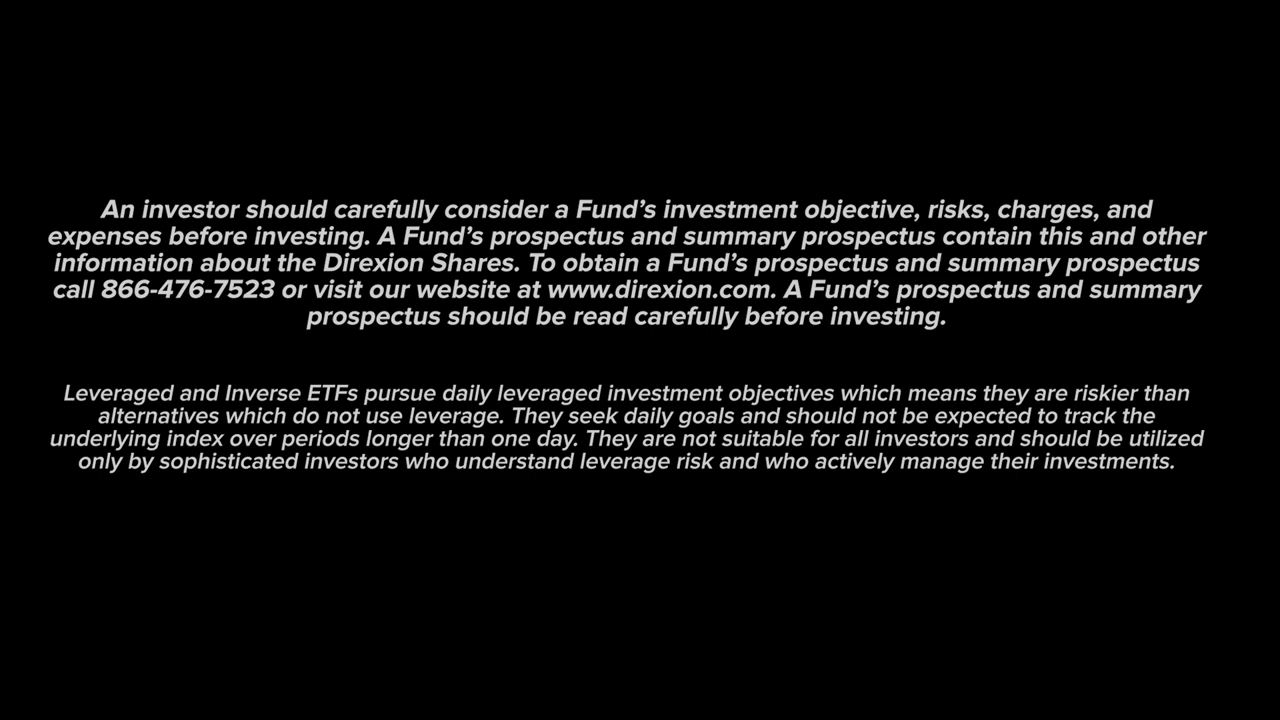 An investor should carefully consider a Fund's investment objective, risks, charges, and
expenses before investing. A Fund's prospectus and summary prospectus contain this and other
information about the Direxion Shares. To obtain a Fund's prospectus and summary prospectus
call 866-476-7523 or visit our website at www.direxion.com. A Fund's prospectus and summary
prospectus should be read carefully before investing.
Leveraged and Inverse ETFs pursue daily leveraged investment objectives which means they are riskier than
alternatives which do not use leverage. They seek daily goals and should not be expected to track the
underlying index over periods longer than one day. They are not suitable for all investors and should be utilized
only by sophisticated investors who understand leverage risk and who actively manage their investments.